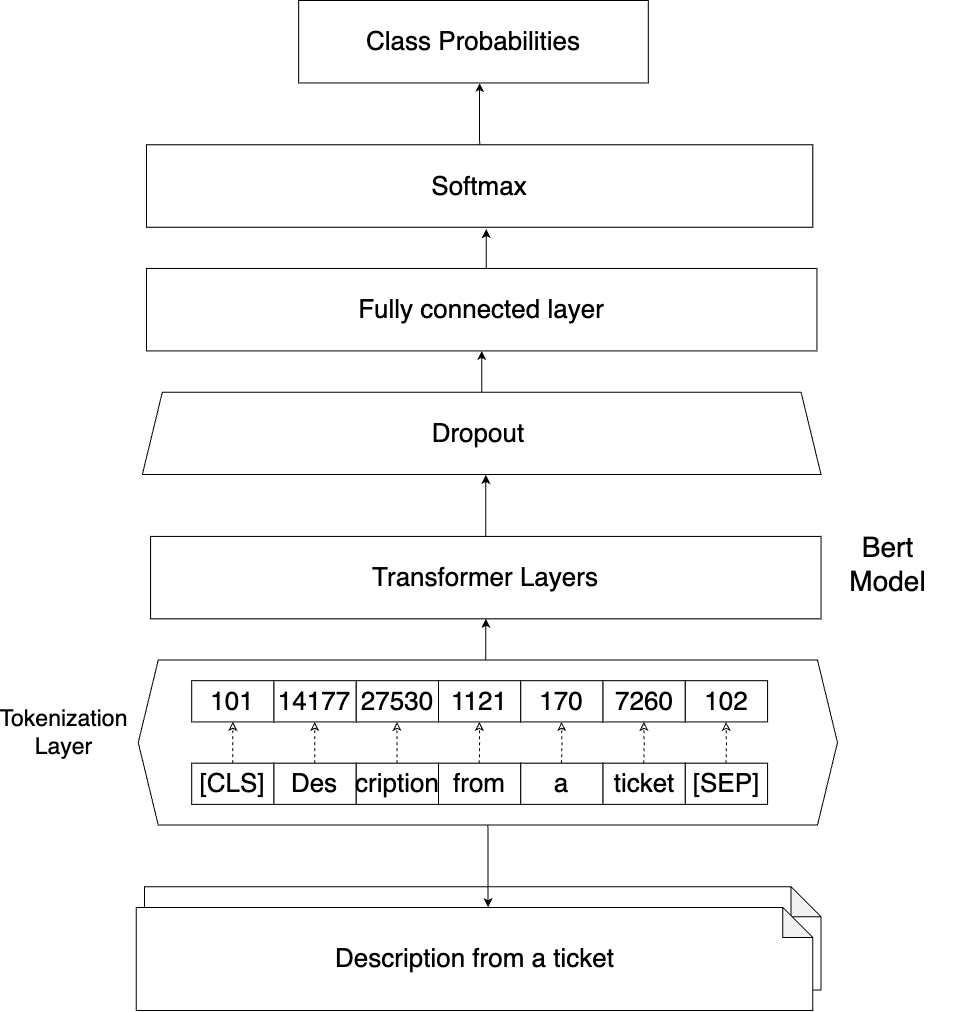 Class Probabilities
Softmax
Fully connected layer
Dropout
Transformer Layers
Bert
Model
Tokenization
Layer
101 14177 27530 1121 170 7260 102
[CLS] Des cription from a ticket [SEP]
Description from a ticket